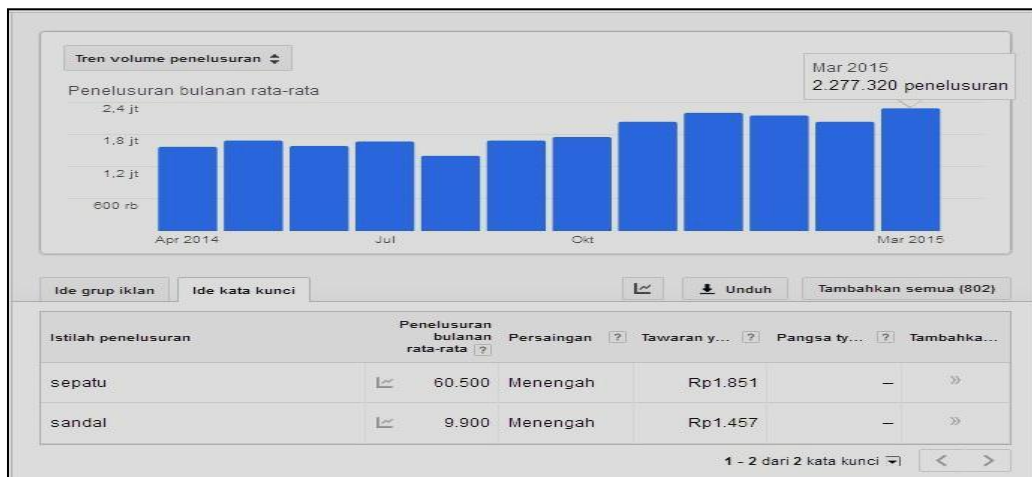 Tren volume penelusuran
Mar 2015
2.277.320 penelusuran
Penelusuran bulanan rata-rata
2,4 jt
1,8 jt
1,2 jt
600 rb
Apr 2014 Jul Okt Mar 2015
Ide grup iklan Ide kata kunci Unduh Tambahkan semua (802)
Istilah penelusuran Penelusuran bulanan rata-rata ? Persaingan ? Tawaran y... ? Pangsa ty... ? Tambahka...
sepatu 60.500 Menengah Rp1.851 – »
sandal 9.900 Menengah Rp1.457 – »
1 - 2 dari 2 kata kunci < >